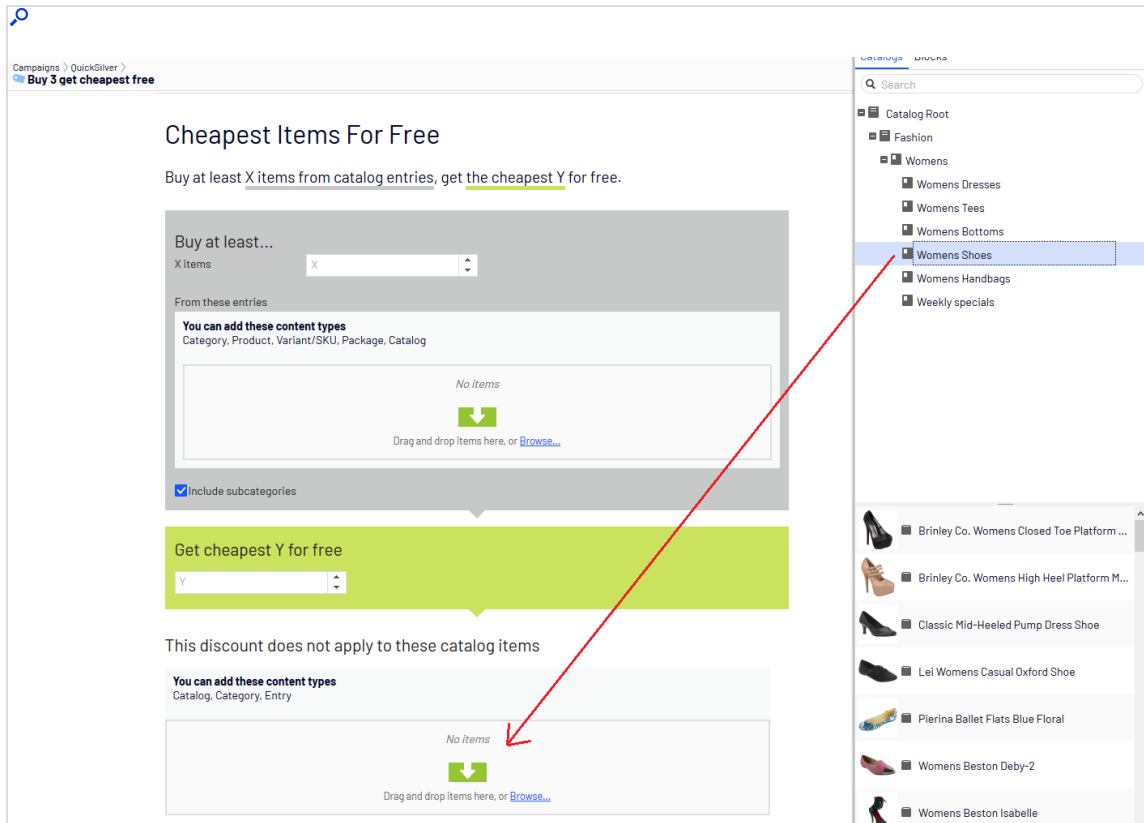 Catalogs Blocks
Campaigns > QuickSilver >
Buy 3 get cheapest free
Search
Catalog Root
Fashion
Womens
Womens Dresses
Womens Tees
Womens Bottoms
Womens Shoes
Womens Handbags
Weekly specials
Cheapest Items For Free
Buy at least X items from catalog entries, get the cheapest Y for free.
Buy at least...
X items
X
From these entries
You can add these content types
Category, Product, Variant/SKU, Package, Catalog
No items
Drag and drop items here, or Browse...
Include subcategories
Get cheapest Y for free
Y
This discount does not apply to these catalog items
You can add these content types
Catalog, Category, Entry
No items
Drag and drop items here, or Browse...
Brinley Co. Womens Closed Toe Platform ...
Brinley Co. Womens High Heel Platform M...
Classic Mid-Heeled Pump Dress Shoe
Lei Womens Casual Oxford Shoe
Pierina Ballet Flats Blue Floral
Womens Beston Deby-2
Womens Beston Isabelle